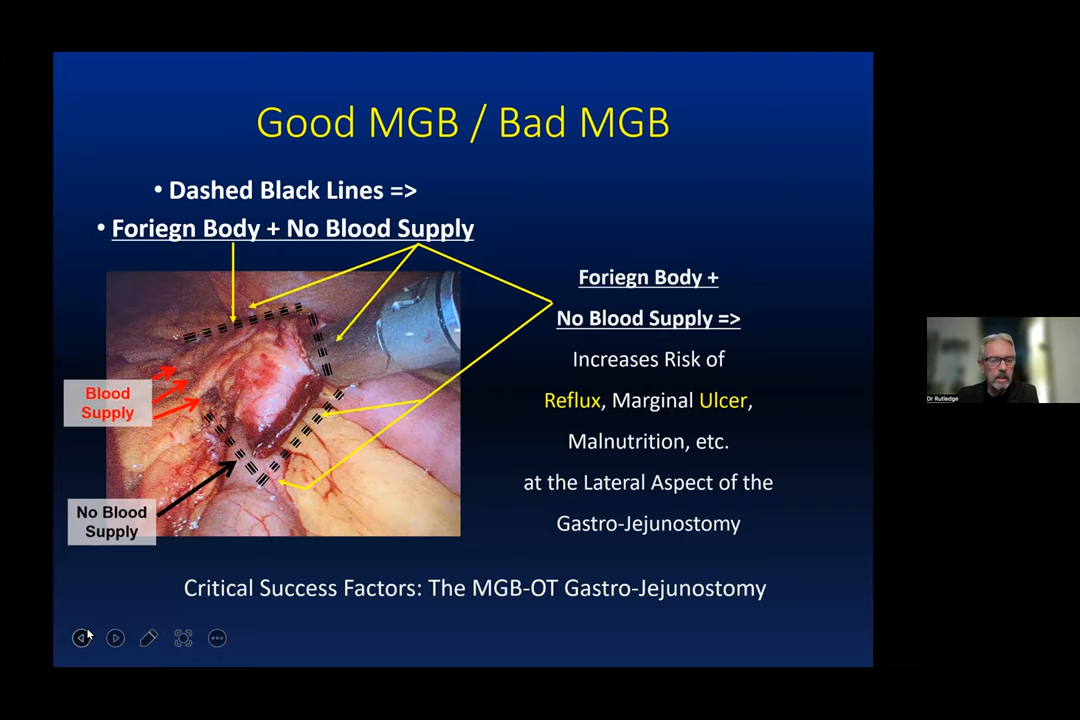 Good MGB / Bad MGB
• Dashed Black Lines =>
• Foriegn Body + No Blood Supply
Blood
Supply
No Blood
Supply
Foriegn Body +
No Blood Supply =>
Increases Risk of
Reflux, Marginal Ulcer,
Malnutrition, etc.
at the Lateral Aspect of the
Gastro-Jejunostomy
Critical Success Factors: The MGB-OT Gastro-Jejunostomy
Dr Rutledge